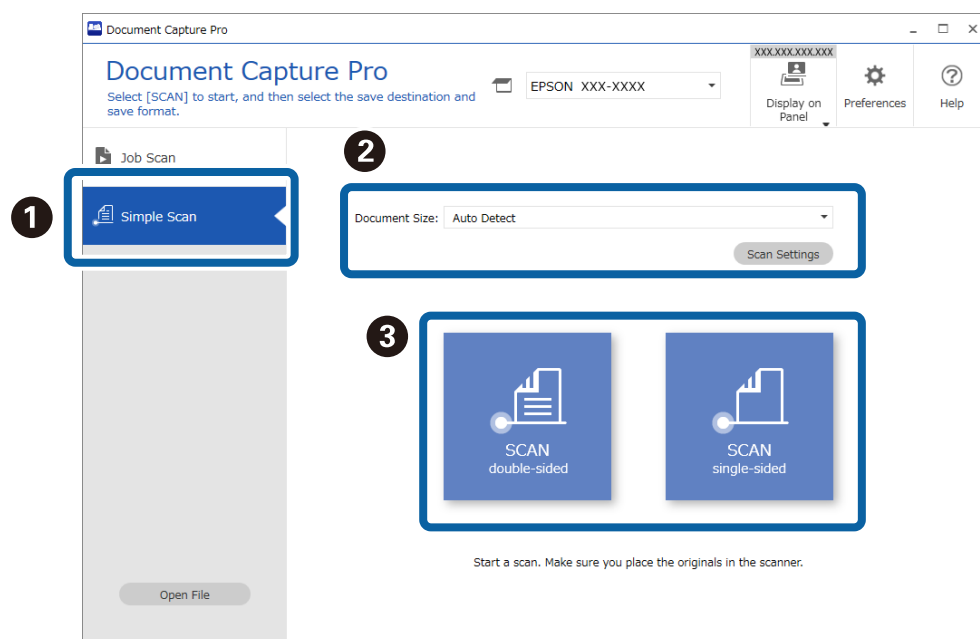 Document Capture Pro
Document Capture Pro
Select [SCAN] to start, and then select the save destination and
save format.
EPSON XXX-XXXX
XXX.XXX.XXX.XXX
Display on
Panel
Preferences
Help
Job Scan
1
Simple Scan
2
Document Size: Auto Detect
Scan Settings
3
SCAN
double-sided
SCAN
single-sided
Start a scan. Make sure you place the originals in the scanner.
Open File